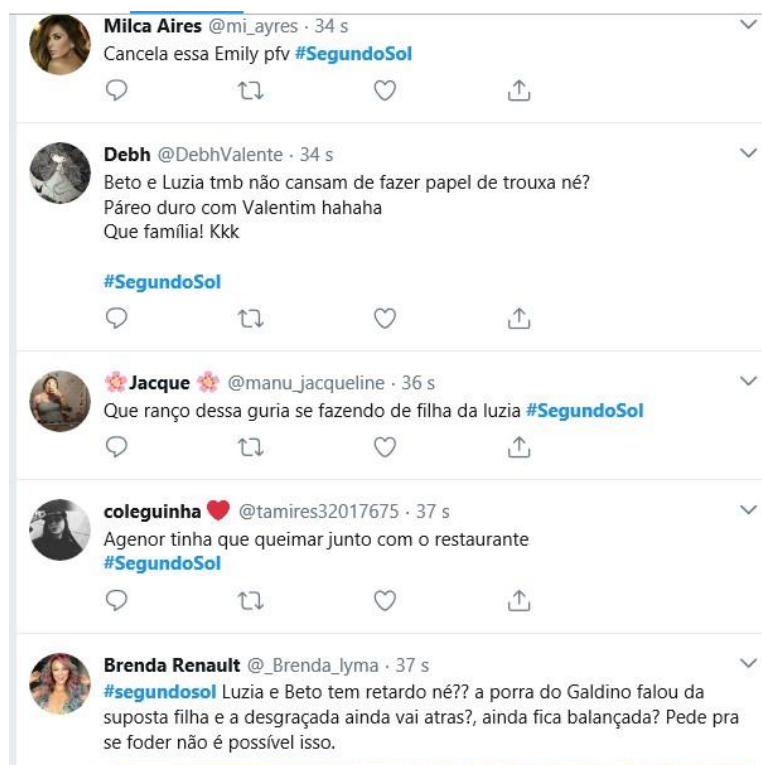 Milca Aires @mi_ayres · 34 s
Cancela essa Emily pfv #SegundoSol
Debh @DebhValente · 34 s
Beto e Luzia tmb não cansam de fazer papel de trouxa né?
Páreo duro com Valentim hahaha
Que família! Kkk
#SegundoSol
🌸Jacque 🌸 @manu_jacqueline · 36 s
Que ranço dessa guria se fazendo de filha da luzia #SegundoSol
coleguinha ❤️ @tamires32017675 · 37 s
Agenor tinha que queimar junto com o restaurante
#SegundoSol
Brenda Renault @_Brenda_lyma · 37 s
#segundosol Luzia e Beto tem retardo né?? a porra do Galdino falou da
suposta filha e a desgraçada ainda vai atras?, ainda fica balançada? Pede pra
se foder não é possível isso.